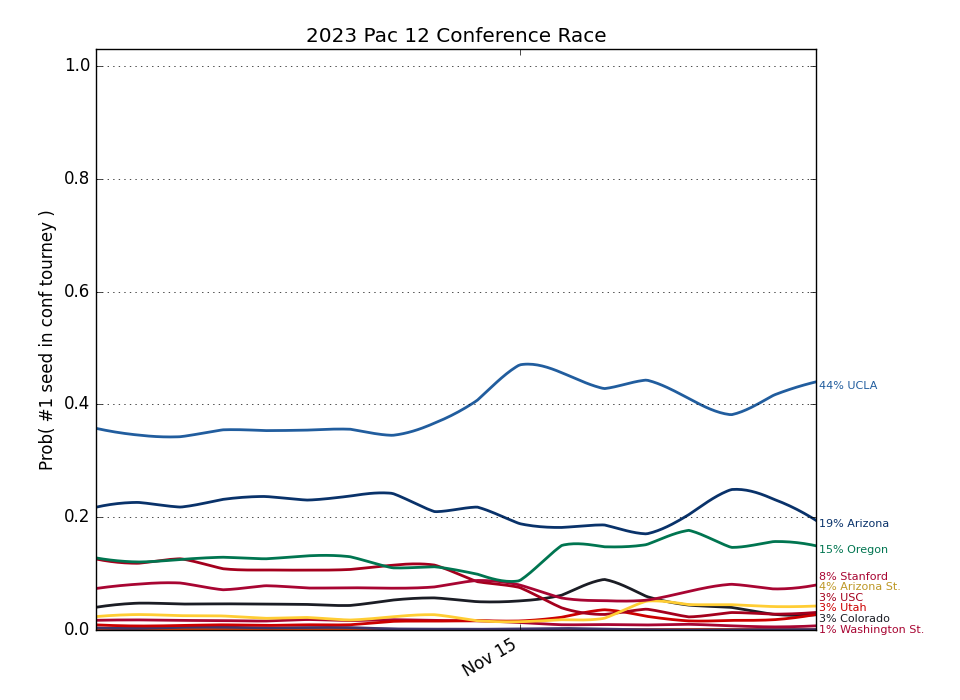 2023 Pac 12 Conference Race
Prob( #1 seed in conf tourney )
1.0
0.8
0.6
0.4
0.2
0.0
Nov 15
44% UCLA
19% Arizona
15% Oregon
8% Stanford
4% Arizona St.
3% USC
3% Utah
3% Colorado
1% Washington St.